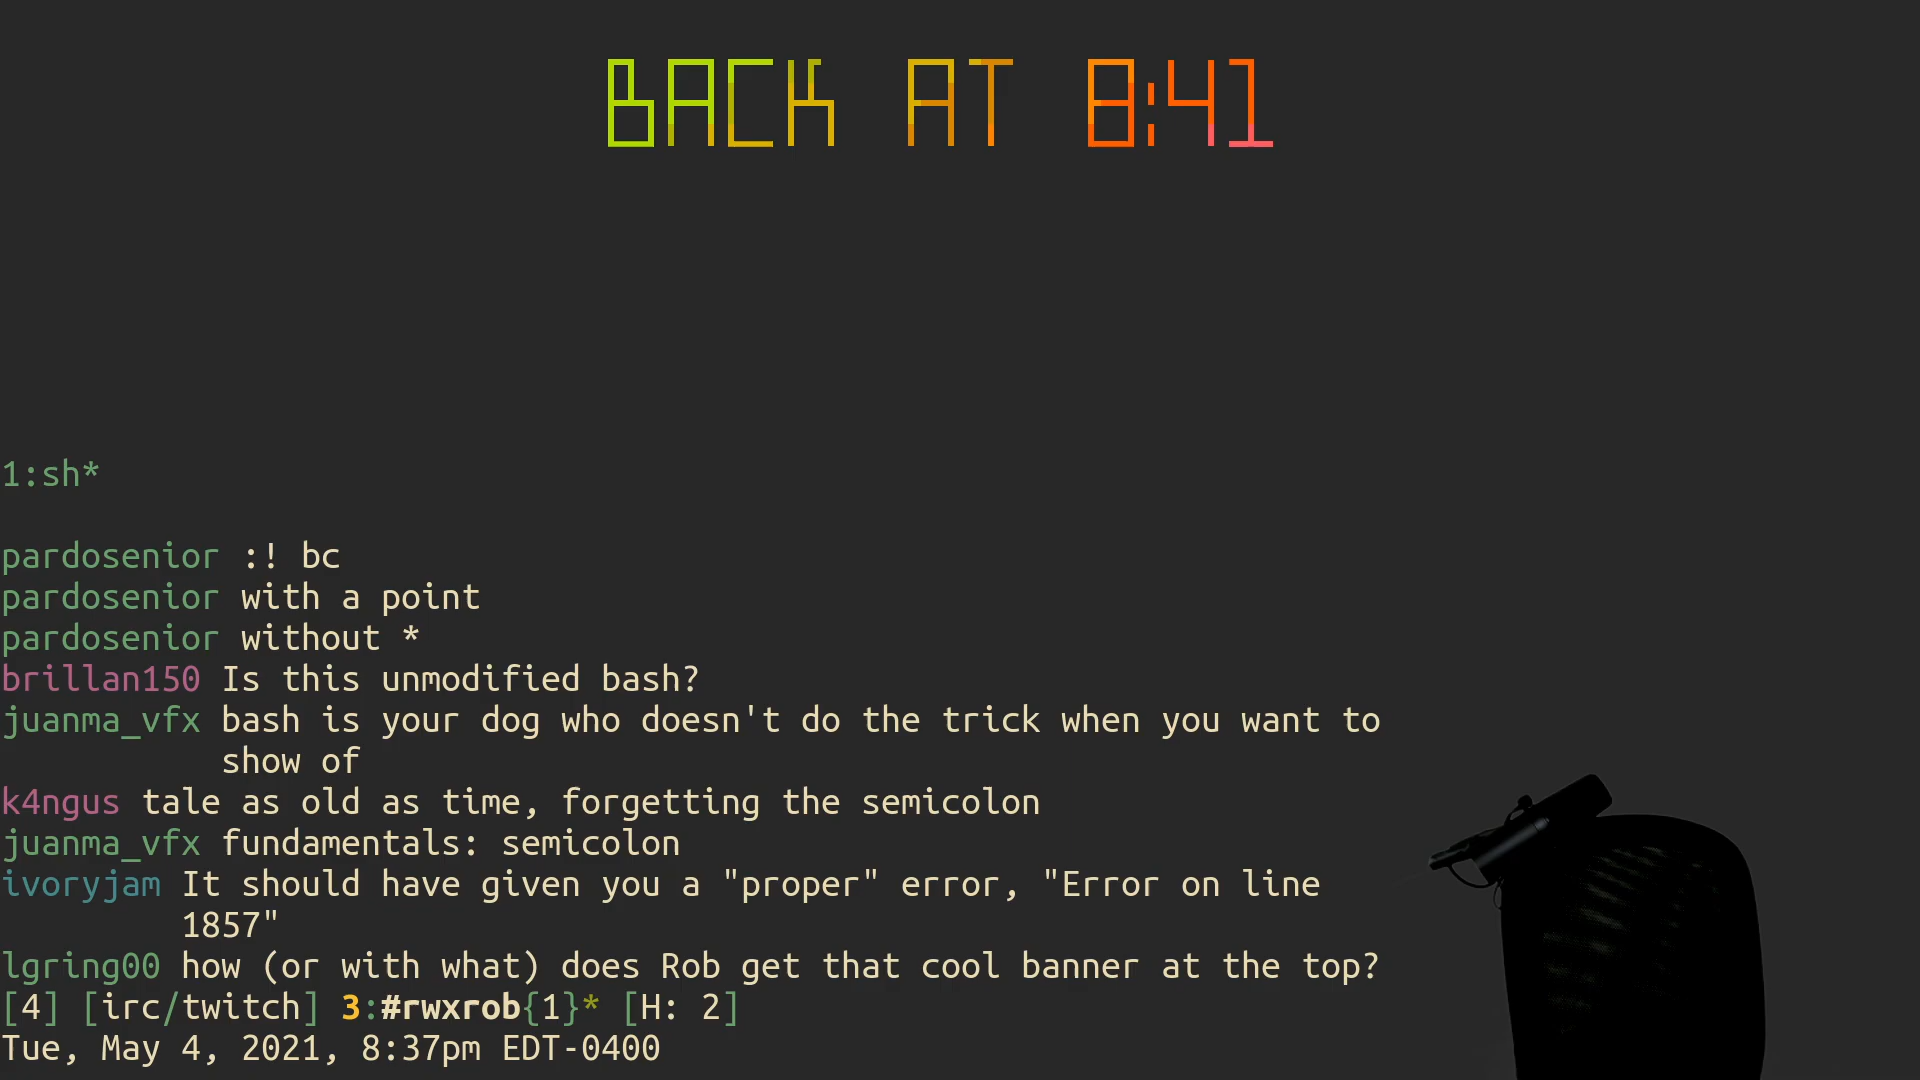 BACK AT 8:41
1:sh*
pardosenior :! bc
pardosenior with a point
pardosenior without *
brillan150 Is this unmodified bash?
juanma_vfx bash is your dog who doesn't do the trick when you want to
show of
k4ngus tale as old as time, forgetting the semicolon
juanma_vfx fundamentals: semicolon
ivoryjam It should have given you a "proper" error, "Error on line
1857"
lgring00 how (or with what) does Rob get that cool banner at the top?
[4] [irc/twitch] 3:#rwxrob{1}* [H: 2]
Tue, May 4, 2021, 8:37pm EDT-0400